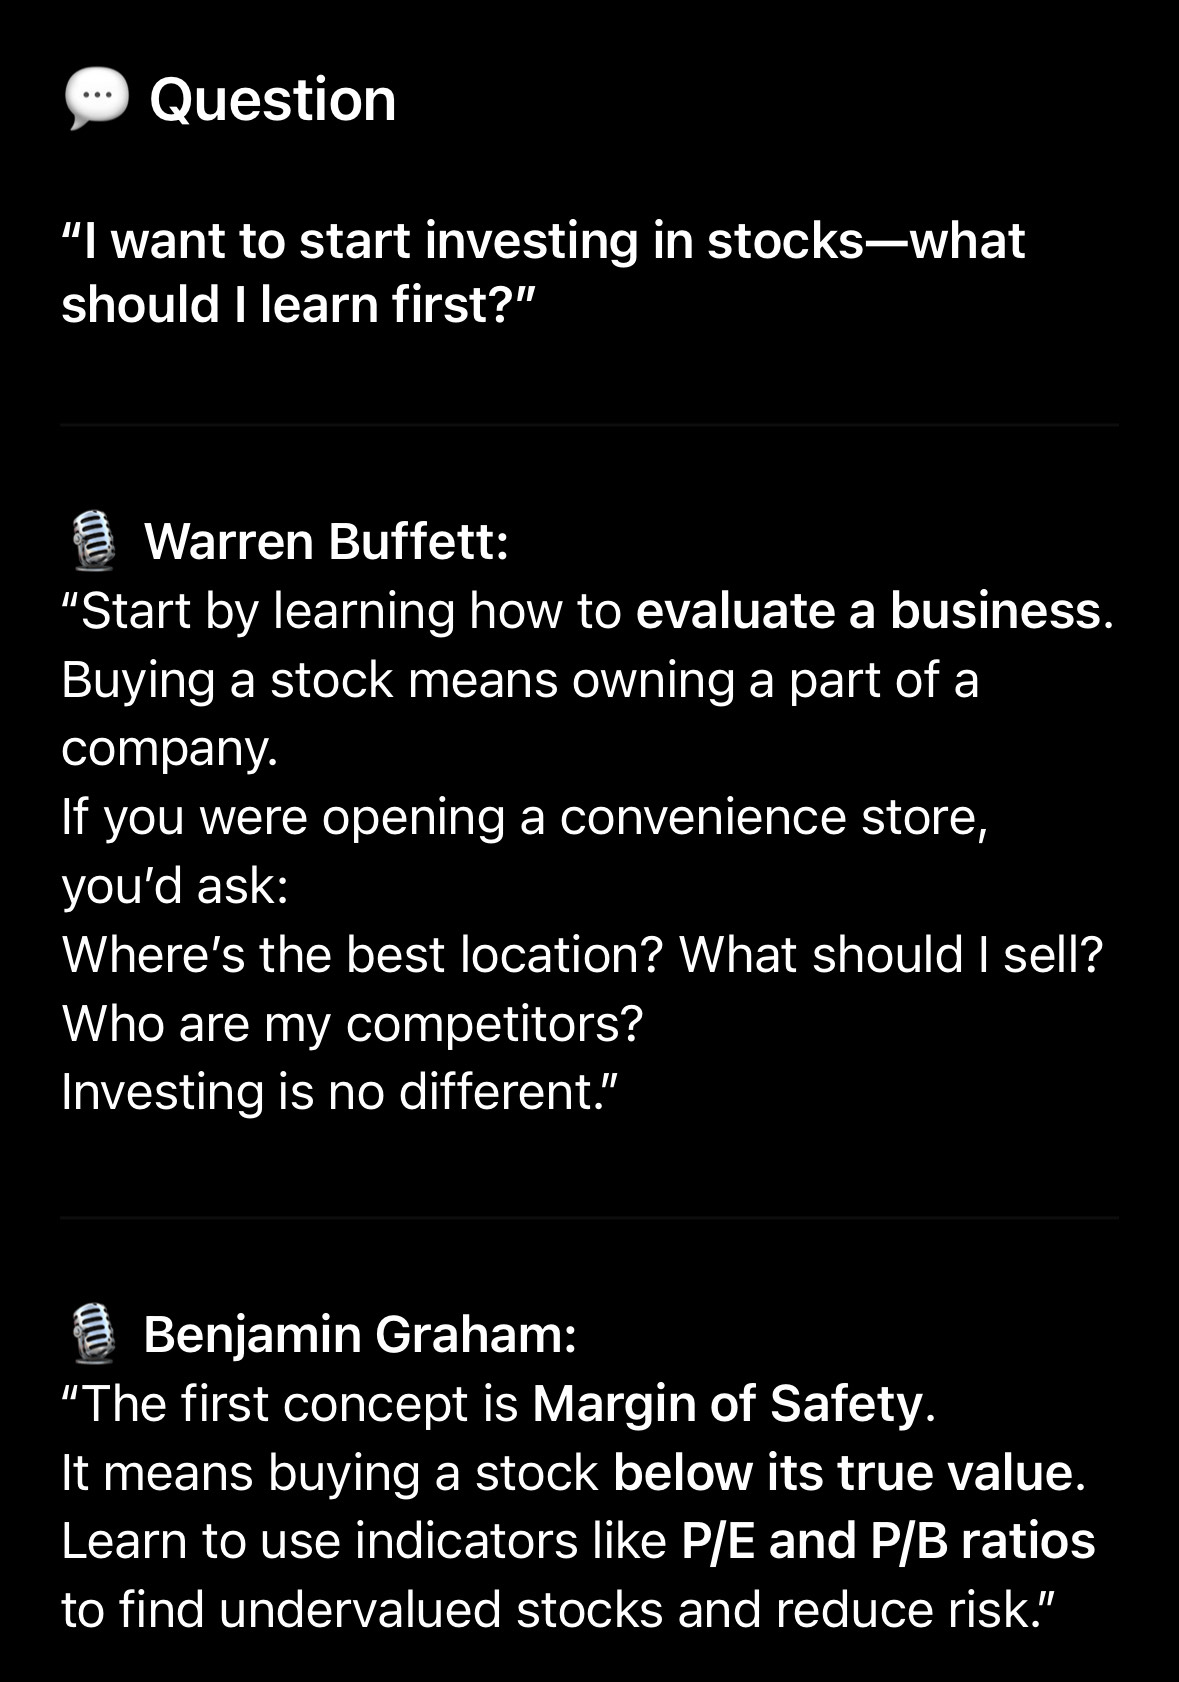 💬 Question
“I want to start investing in stocks—what
should I learn first?”
🎙️ Warren Buffett:
“Start by learning how to evaluate a business.
Buying a stock means owning a part of a
company.
If you were opening a convenience store,
you’d ask:
Where’s the best location? What should I sell?
Who are my competitors?
Investing is no different.”
🎙️ Benjamin Graham:
“The first concept is Margin of Safety.
It means buying a stock below its true value.
Learn to use indicators like P/E and P/B ratios
to find undervalued stocks and reduce risk.”